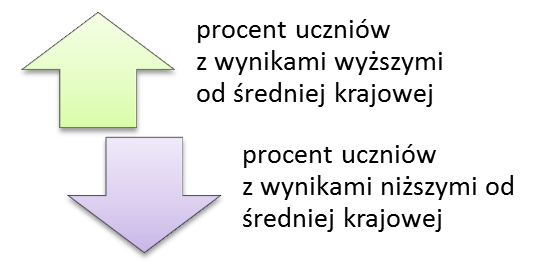 procent uczniów
z wynikami wyższymi
od średniej krajowej
procent uczniów
z wynikami niższymi od
średniej krajowej